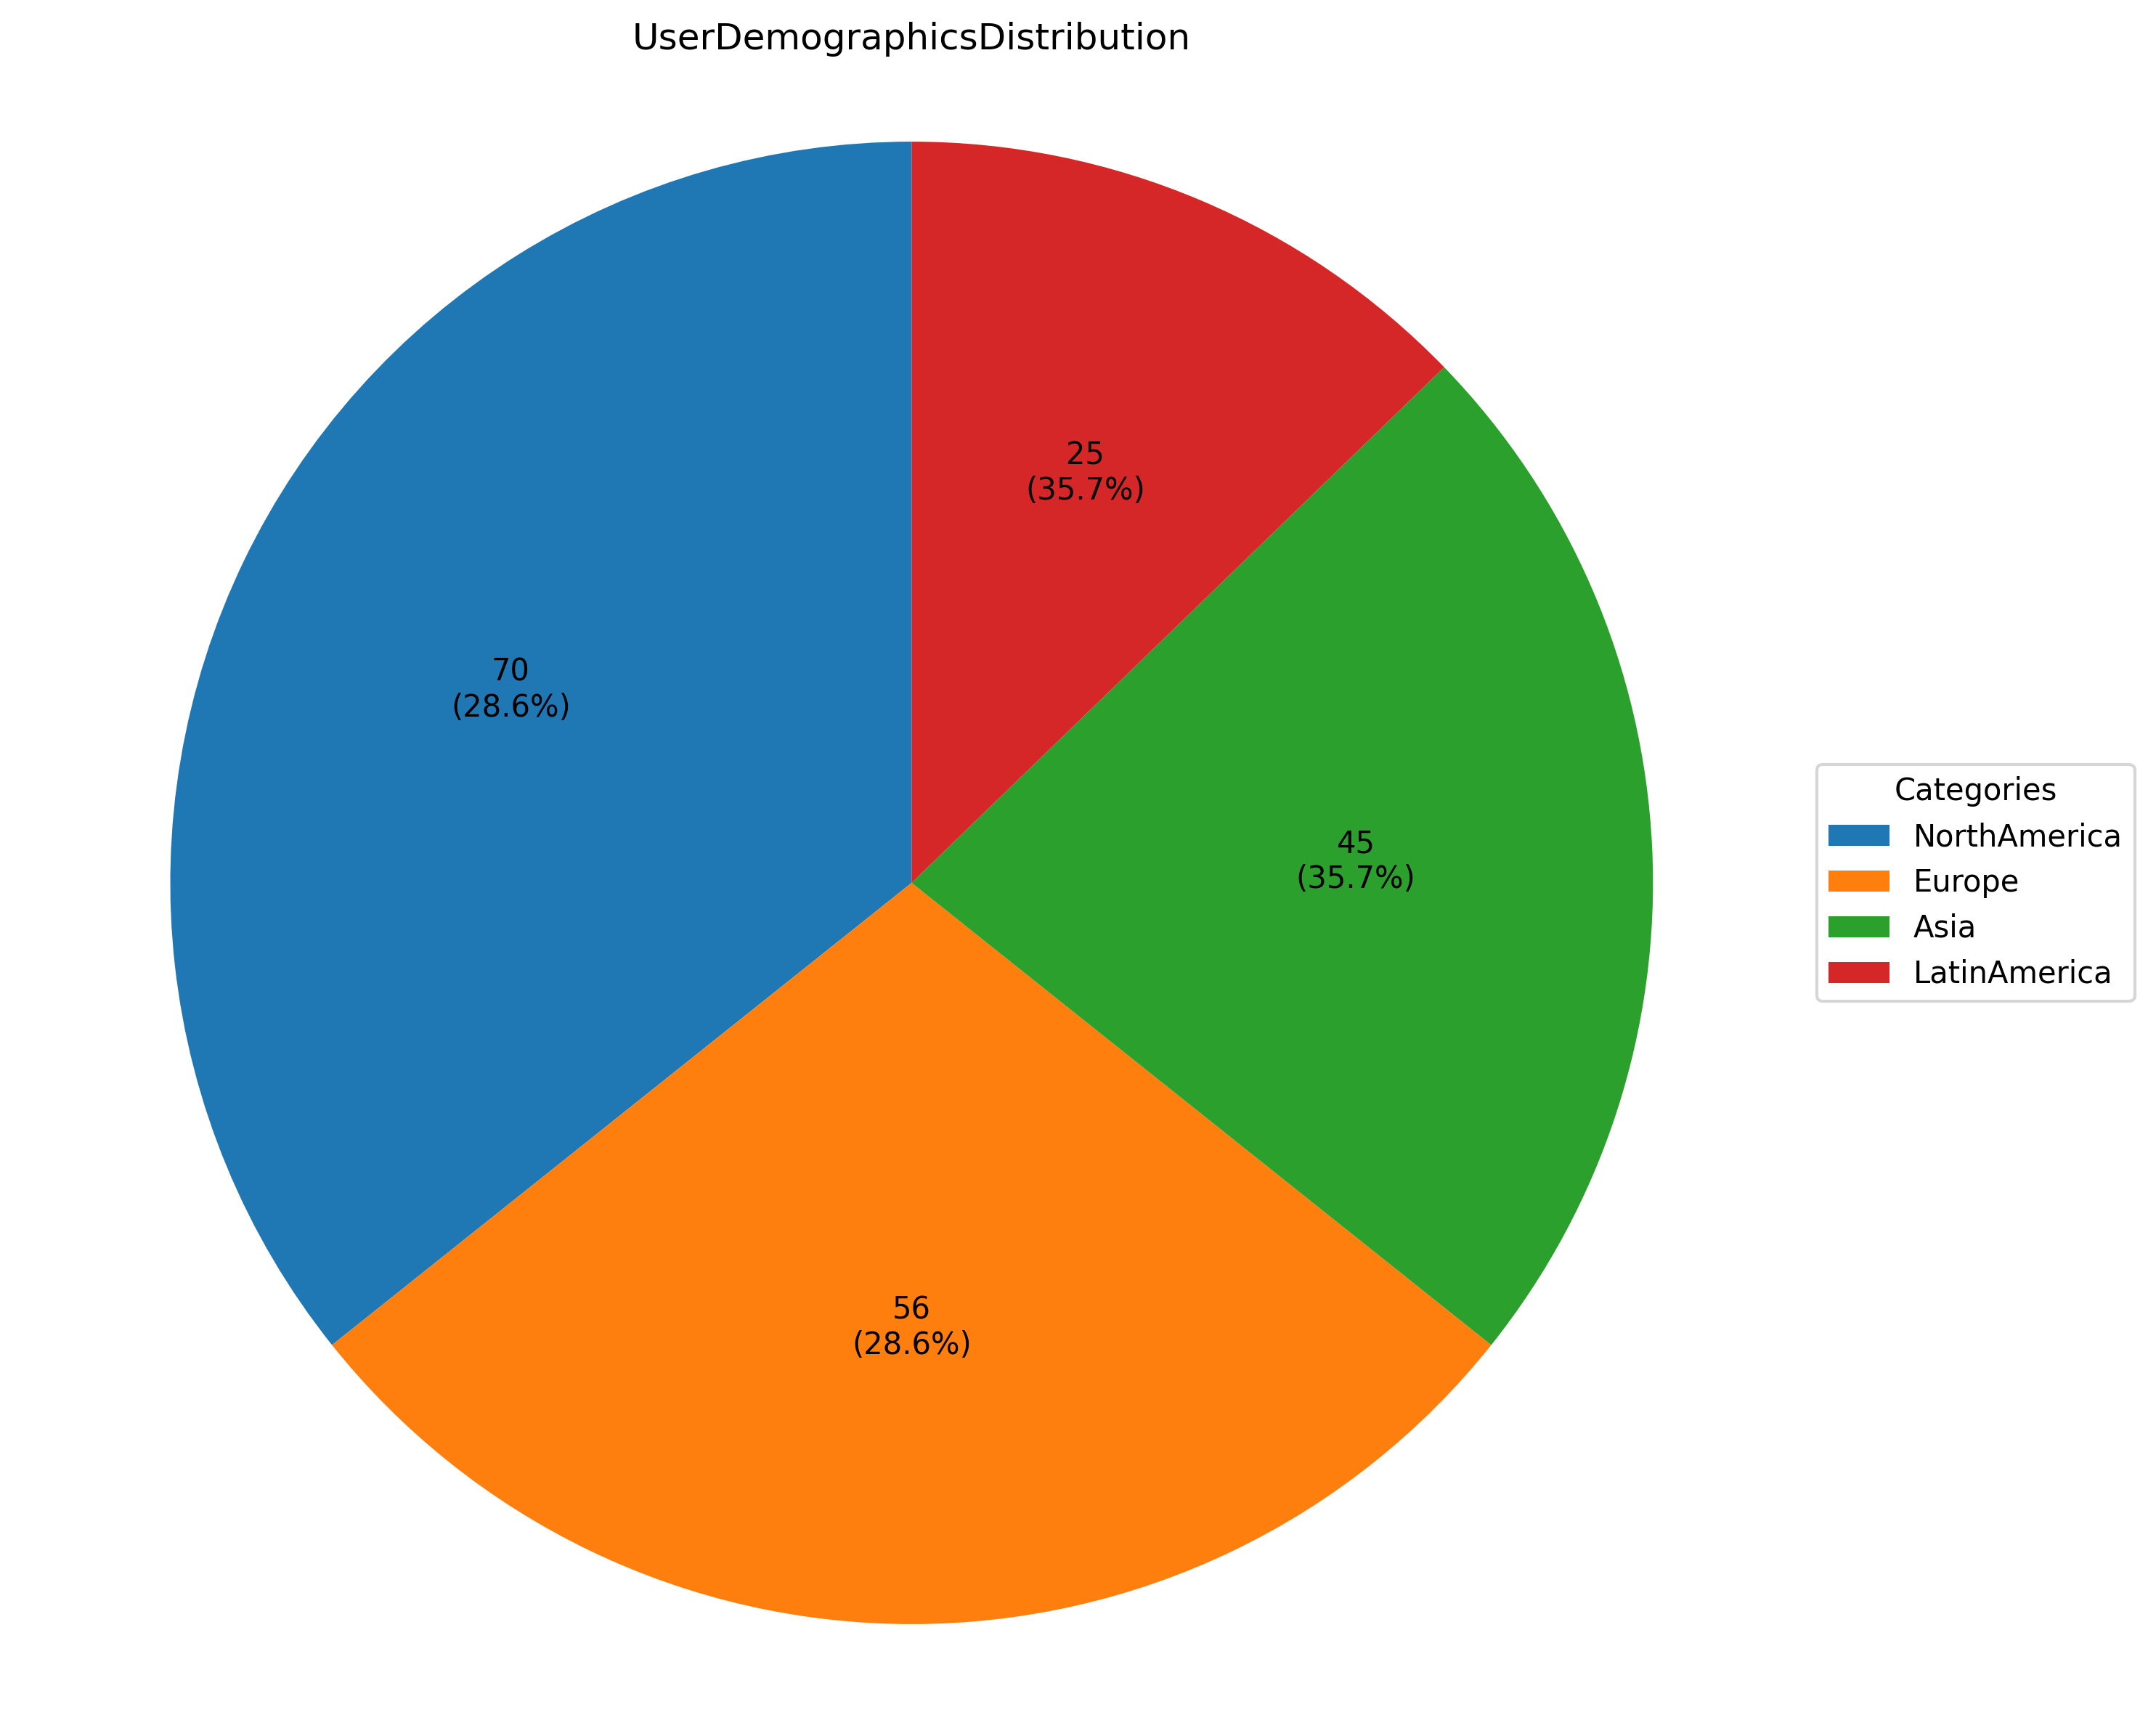 UserDemographicsDistribution
25
(35.7%)
70
(28.6%)
45
(35.7%)
56
(28.6%)
Categories
NorthAmerica
Europe
Asia
LatinAmerica